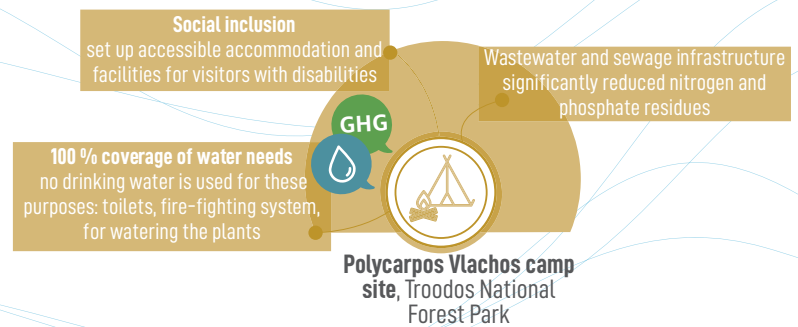 Social inclusion
set up accessible accommodation and
facilities for visitors with disabilities
Wastewater and sewage infrastructure
significantly reduced nitrogen and
phosphate residues
GHG
100 % coverage of water needs
no drinking water is used for these
purposes: toilets, fire-fighting system,
for watering the plants
Polycarpos Vlachos camp
site, Troodos National
Forest Park